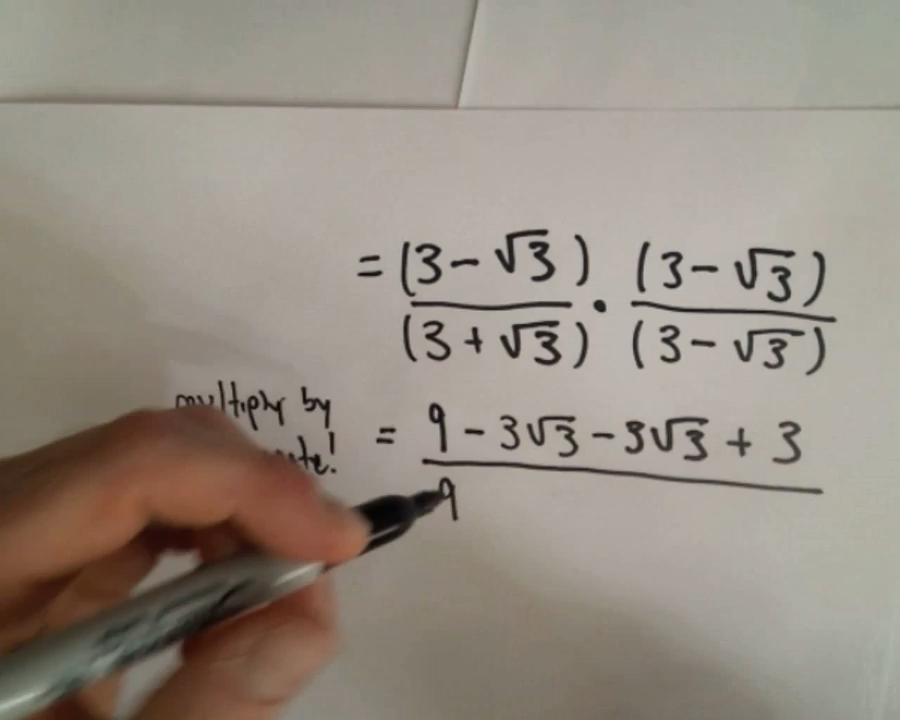 = (3 - √3) / (3 + √3) · (3 - √3) / (3 - √3)
multiply by
= 9 - 3√3 - 3√3 + 3
9